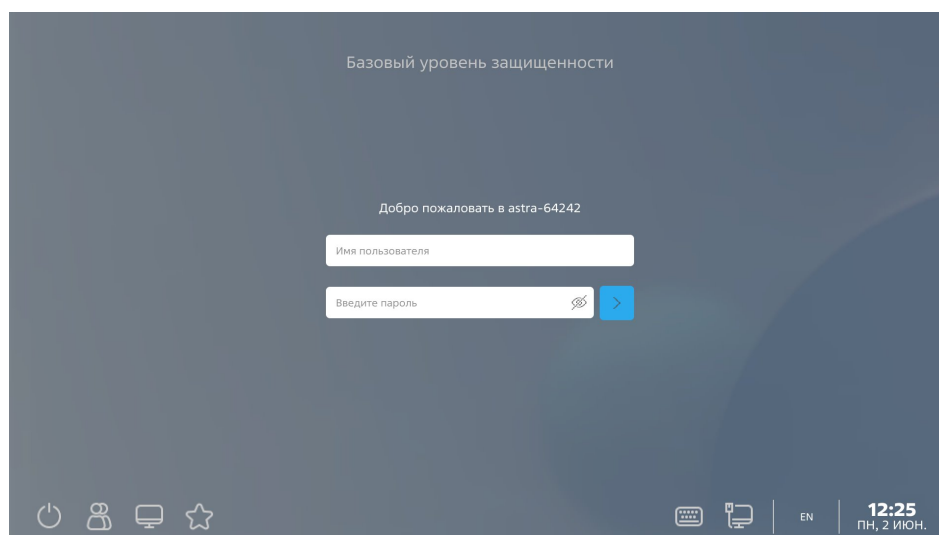 Базовый уровень защищенности
Добро пожаловать в astra-64242
Имя пользователя
Введите пароль
EN
12:25
ПН, 2 ИЮН.